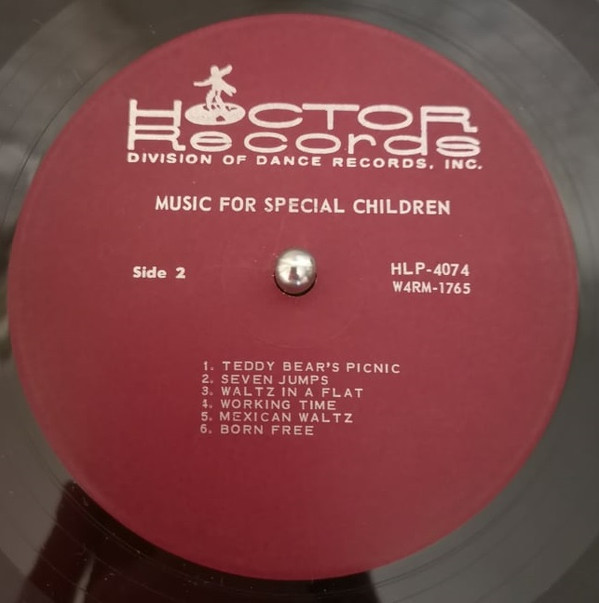 HOCTOR
Records
DIVISION OF DANCE RECORDS, INC.
MUSIC FOR SPECIAL CHILDREN
Side 2
HLP-4074
W4RM-1765
1. TEDDY BEAR'S PICNIC
2. SEVEN JUMPS
3. WALTZ IN A FLAT
4. WORKING TIME
5. MEXICAN WALTZ
6. BORN FREE